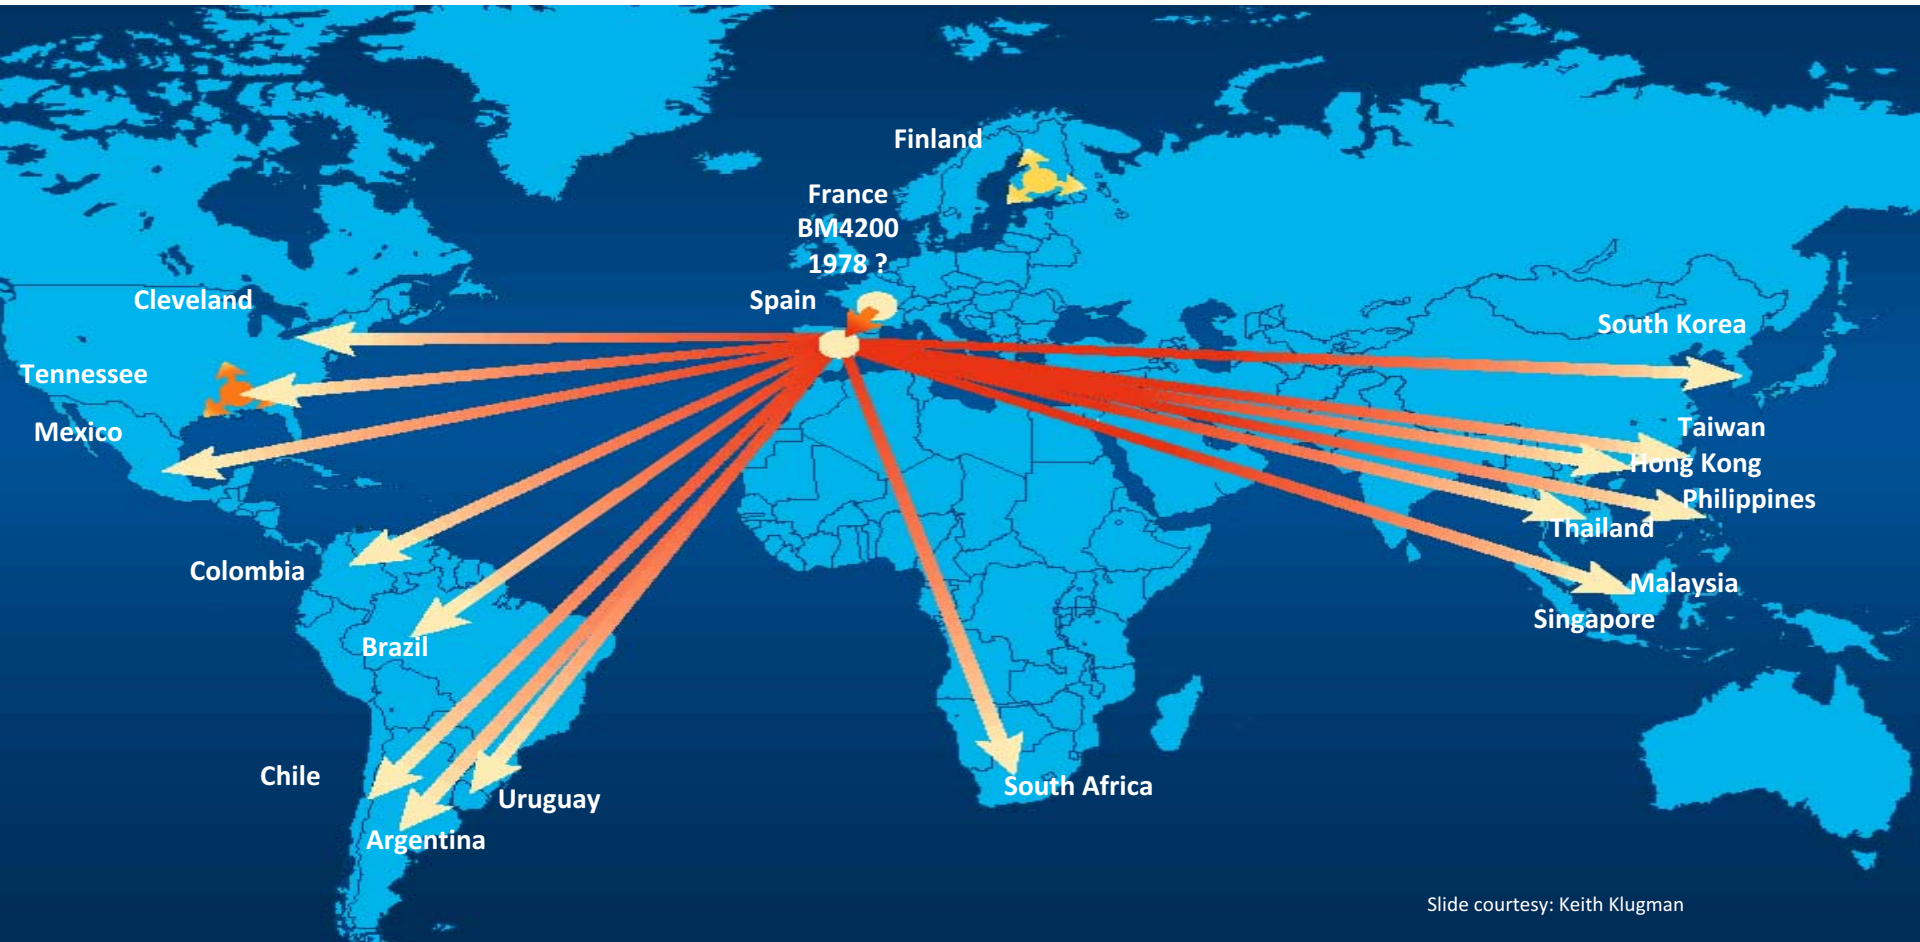 Finland
France
BM4200
1978 ?
Spain
Cleveland
South Korea
Tennessee
Mexico
Taiwan
Hong Kong
Philippines
Thailand
Colombia
Malaysia
Singapore
Brazil
Chile
Uruguay
South Africa
Argentina
Slide courtesy: Keith Klugman